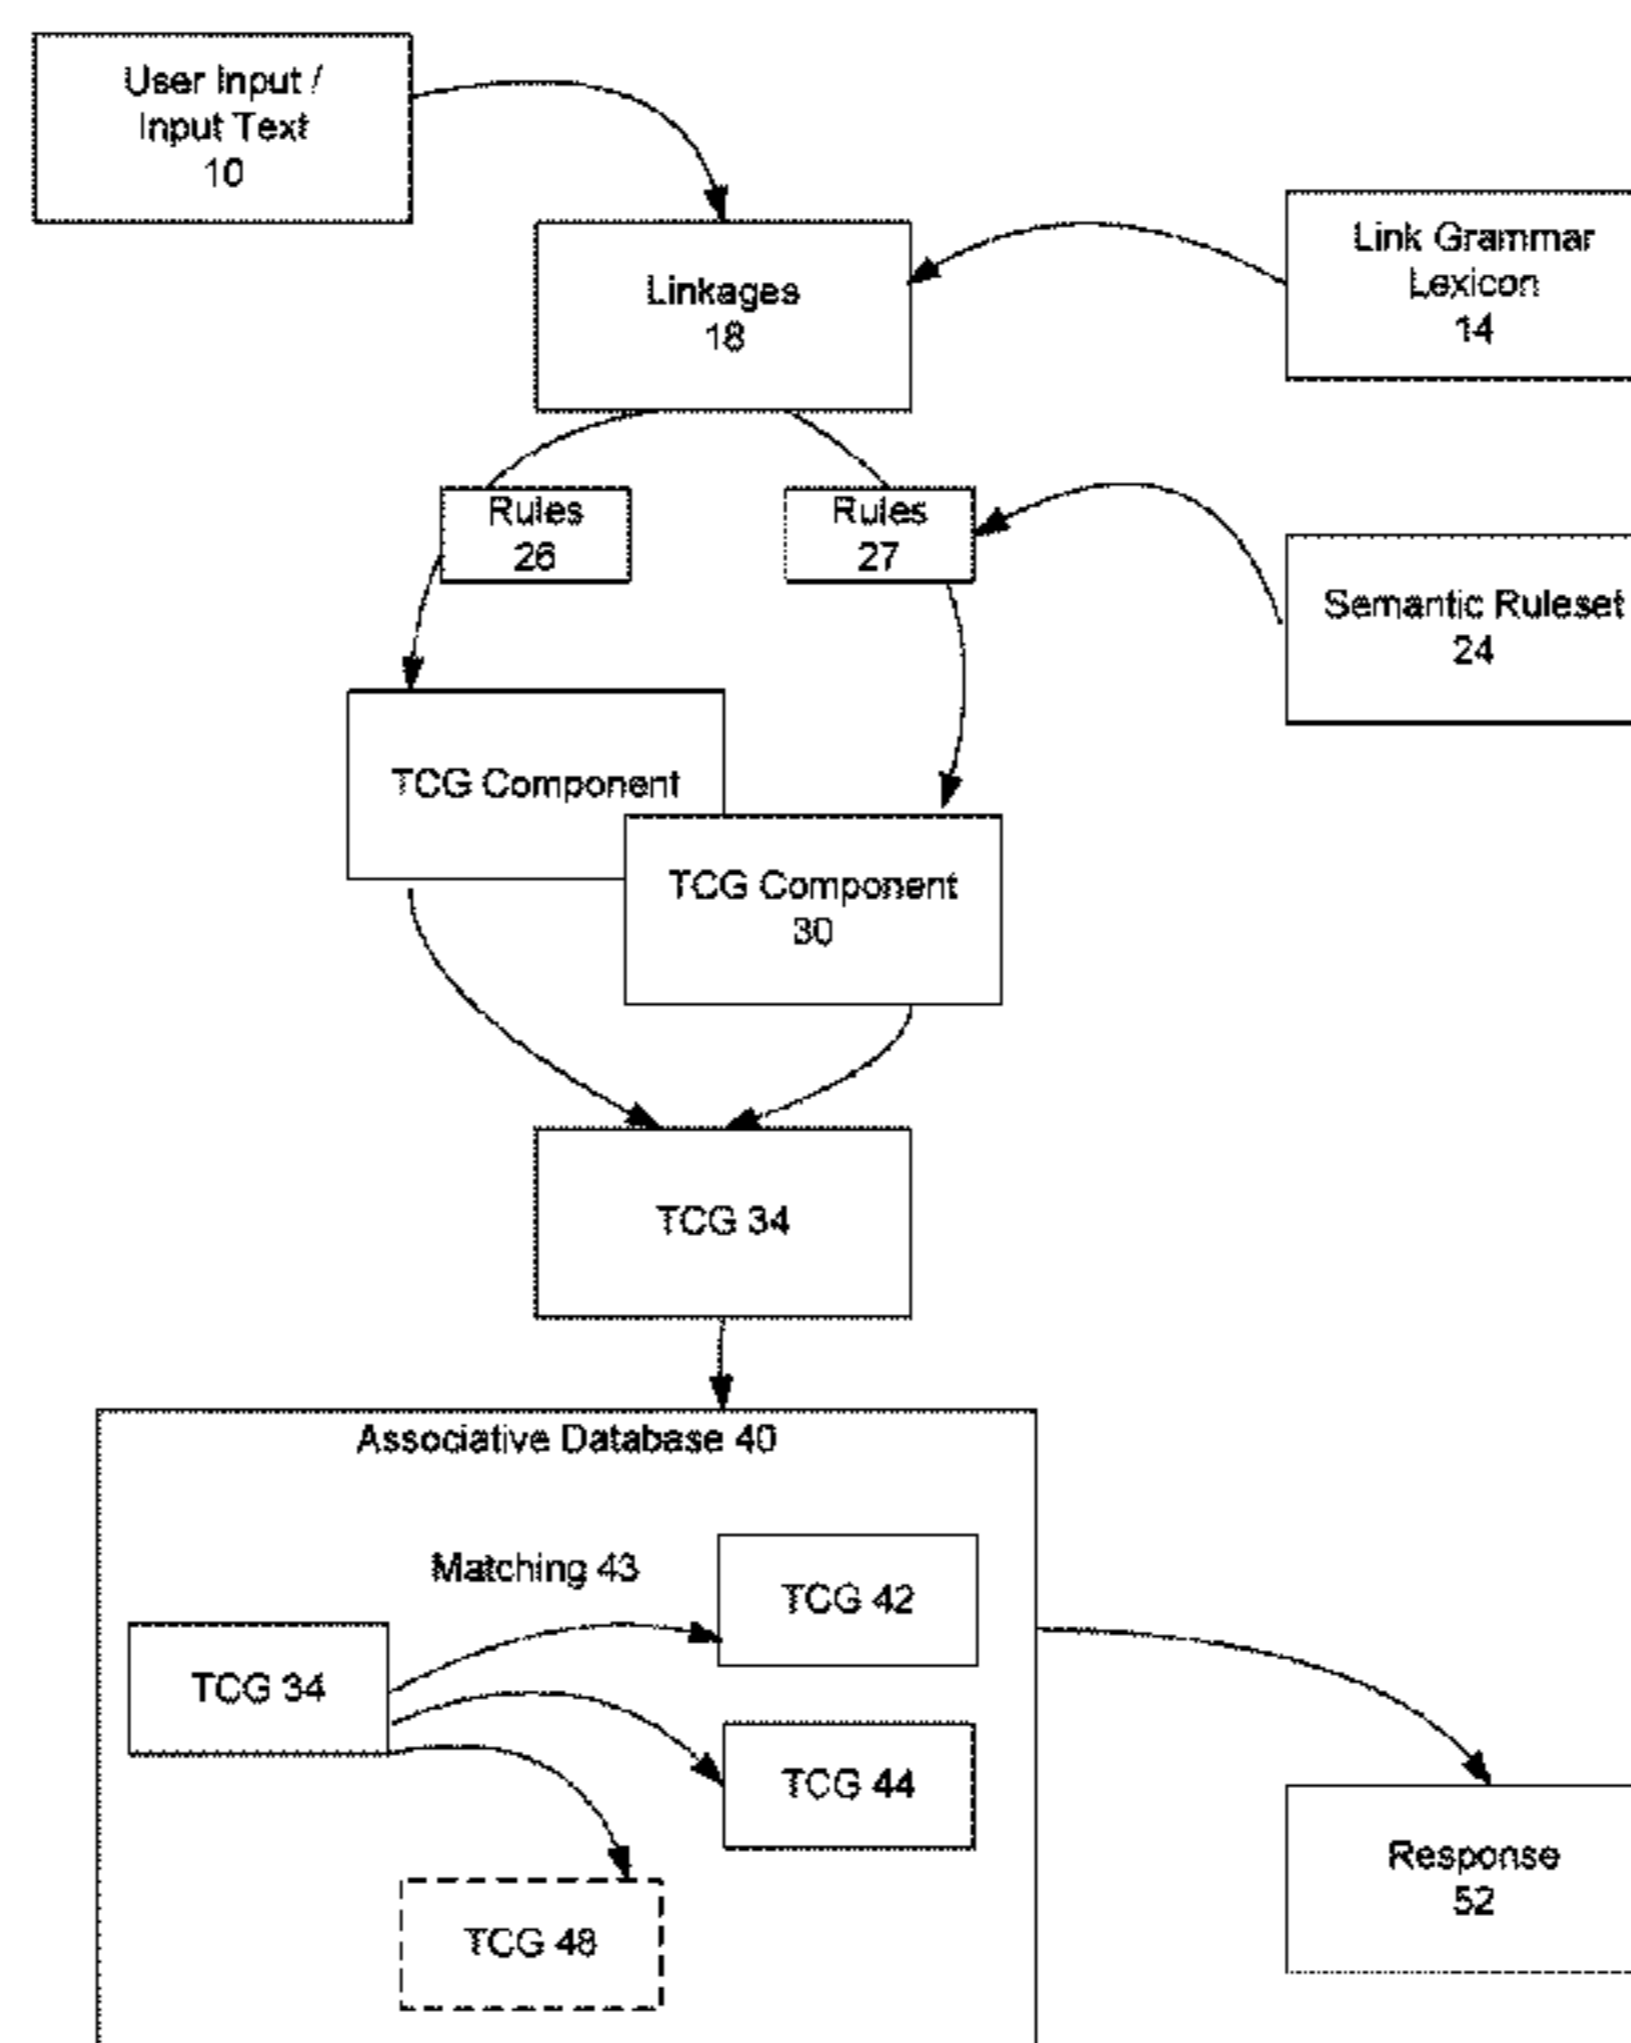 User Input /
Input Text
10
Linkages
18
Link Grammar
Lexicon
14
Rules
26
Rules
27
Semantic Ruleset
24
TCG Component
TCG Component
30
TCG 34
Associative Database 40
Matching 43
TCG 42
TCG 34
TCG 44
TCG 48
Response
52